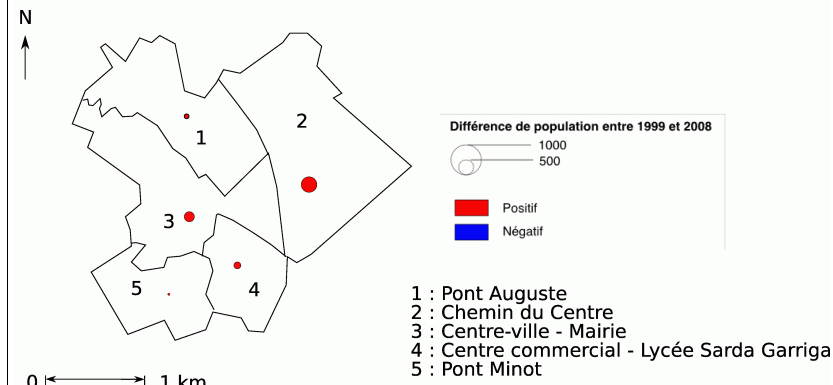 N
1
2
3
4
5
Différence de population entre 1999 et 2008
1000
500
Positif
Négatif
1 : Pont Auguste
2 : Chemin du Centre
3 : Centre-ville - Mairie
4 : Centre commercial - Lycée Sarda Garriga
5 : Pont Minot
0 1 km